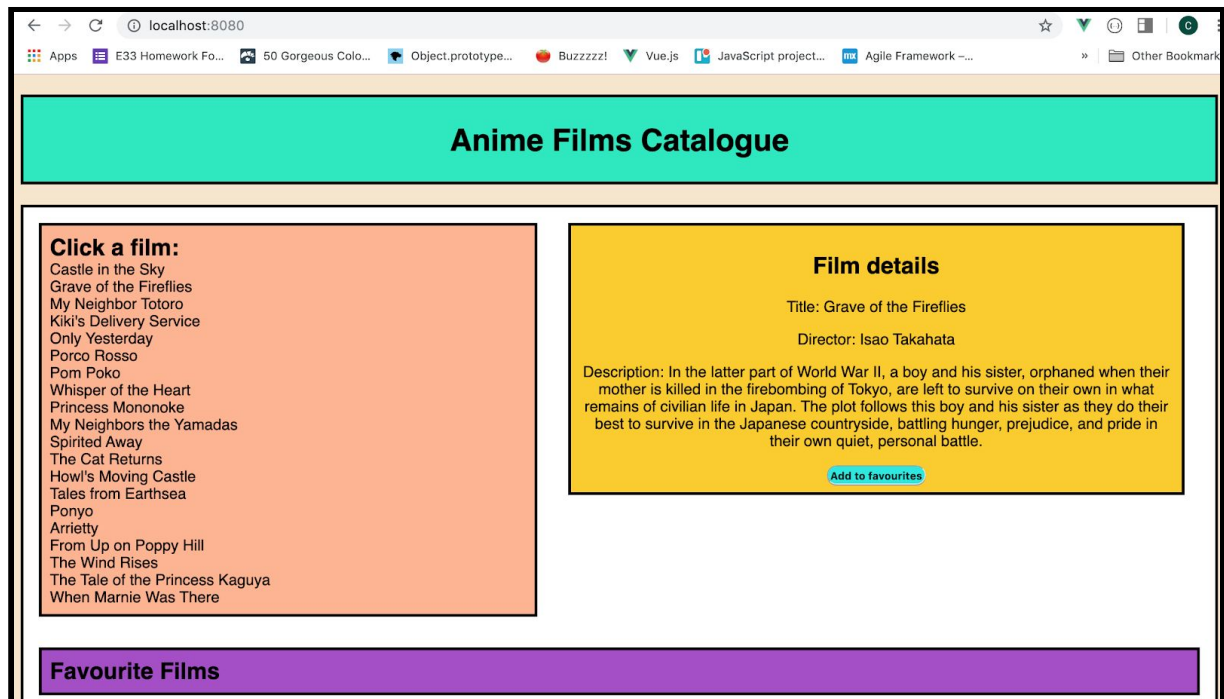 localhost:8080
C
Apps
E33 Homework Fo...
50 Gorgeous Colo...
Object.prototype...
Buzzzzz!
Vue.js
JavaScript project...
mx
Agile Framework –...
»
Other Bookmark
Anime Films Catalogue
Click a film:
Castle in the Sky
Grave of the Fireflies
My Neighbor Totoro
Kiki's Delivery Service
Only Yesterday
Porco Rosso
Pom Poko
Whisper of the Heart
Princess Mononoke
My Neighbors the Yamadas
Spirited Away
The Cat Returns
Howl's Moving Castle
Tales from Earthsea
Ponyo
Arrietty
From Up on Poppy Hill
The Wind Rises
The Tale of the Princess Kaguya
When Marnie Was There
Film details
Title: Grave of the Fireflies
Director: Isao Takahata
Description: In the latter part of World War II, a boy and his sister, orphaned when their
mother is killed in the firebombing of Tokyo, are left to survive on their own in what
remains of civilian life in Japan. The plot follows this boy and his sister as they do their
best to survive in the Japanese countryside, battling hunger, prejudice, and pride in
their own quiet, personal battle.
Add to favourites
Favourite Films